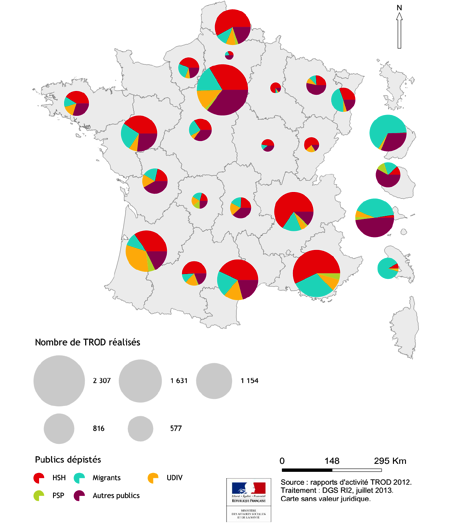 N
Nombre de TROD réalisés
2 307
1 631
1 154
816
577
Publics dépistés
HSH
Migrants
UDIV
PSP
Autres publics
0 148 295 Km
Source : rapports d'activité TROD 2012.
Traitement : DGS RI2, juillet 2013.
Carte sans valeur juridique.
RÉPUBLIQUE FRANÇAISE